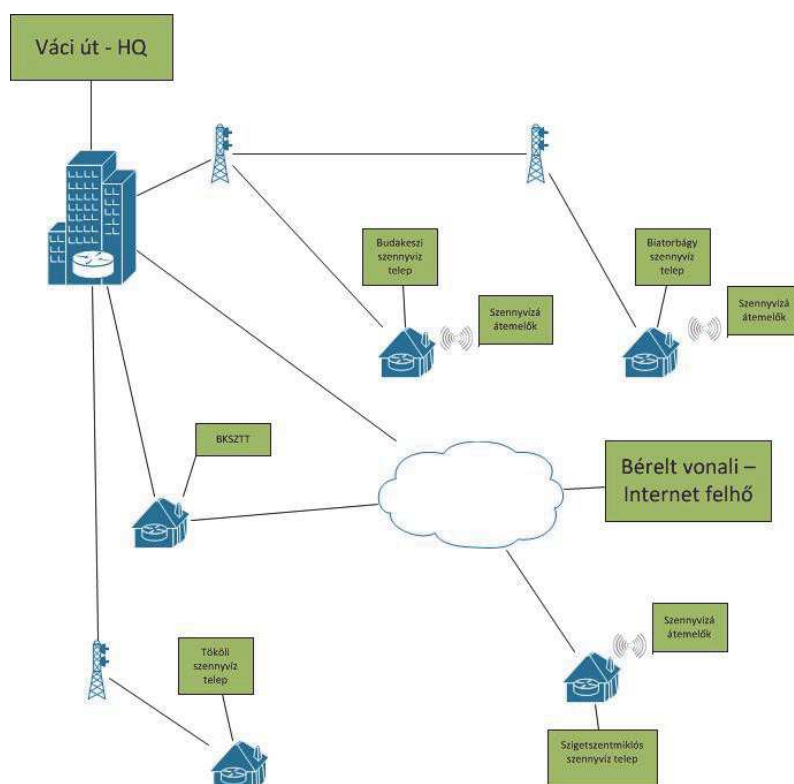 Váci út - HQ
Budakeszi
szennyvíz
telep
Szennyvízá
átemelők
Biatorbágy
szennyvíz
telep
Szennyvízá
átemelők
BKSZTT
Bérelt vonali –
Internet felhő
Szennyvízá
átemelők
Tököli
szennyvíz
telep
Szigetszentmiklós
szennyvíz telep